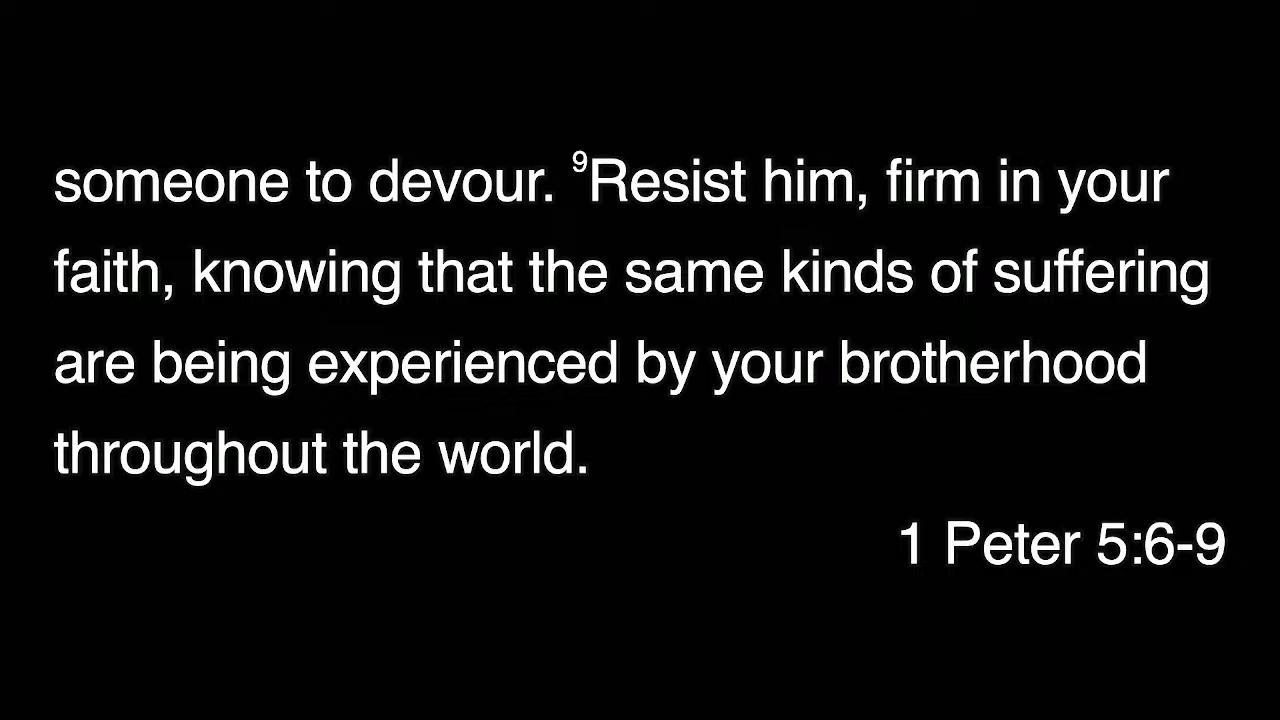 someone to devour. ⁹Resist him, firm in your
faith, knowing that the same kinds of suffering
are being experienced by your brotherhood
throughout the world.
1 Peter 5:6-9